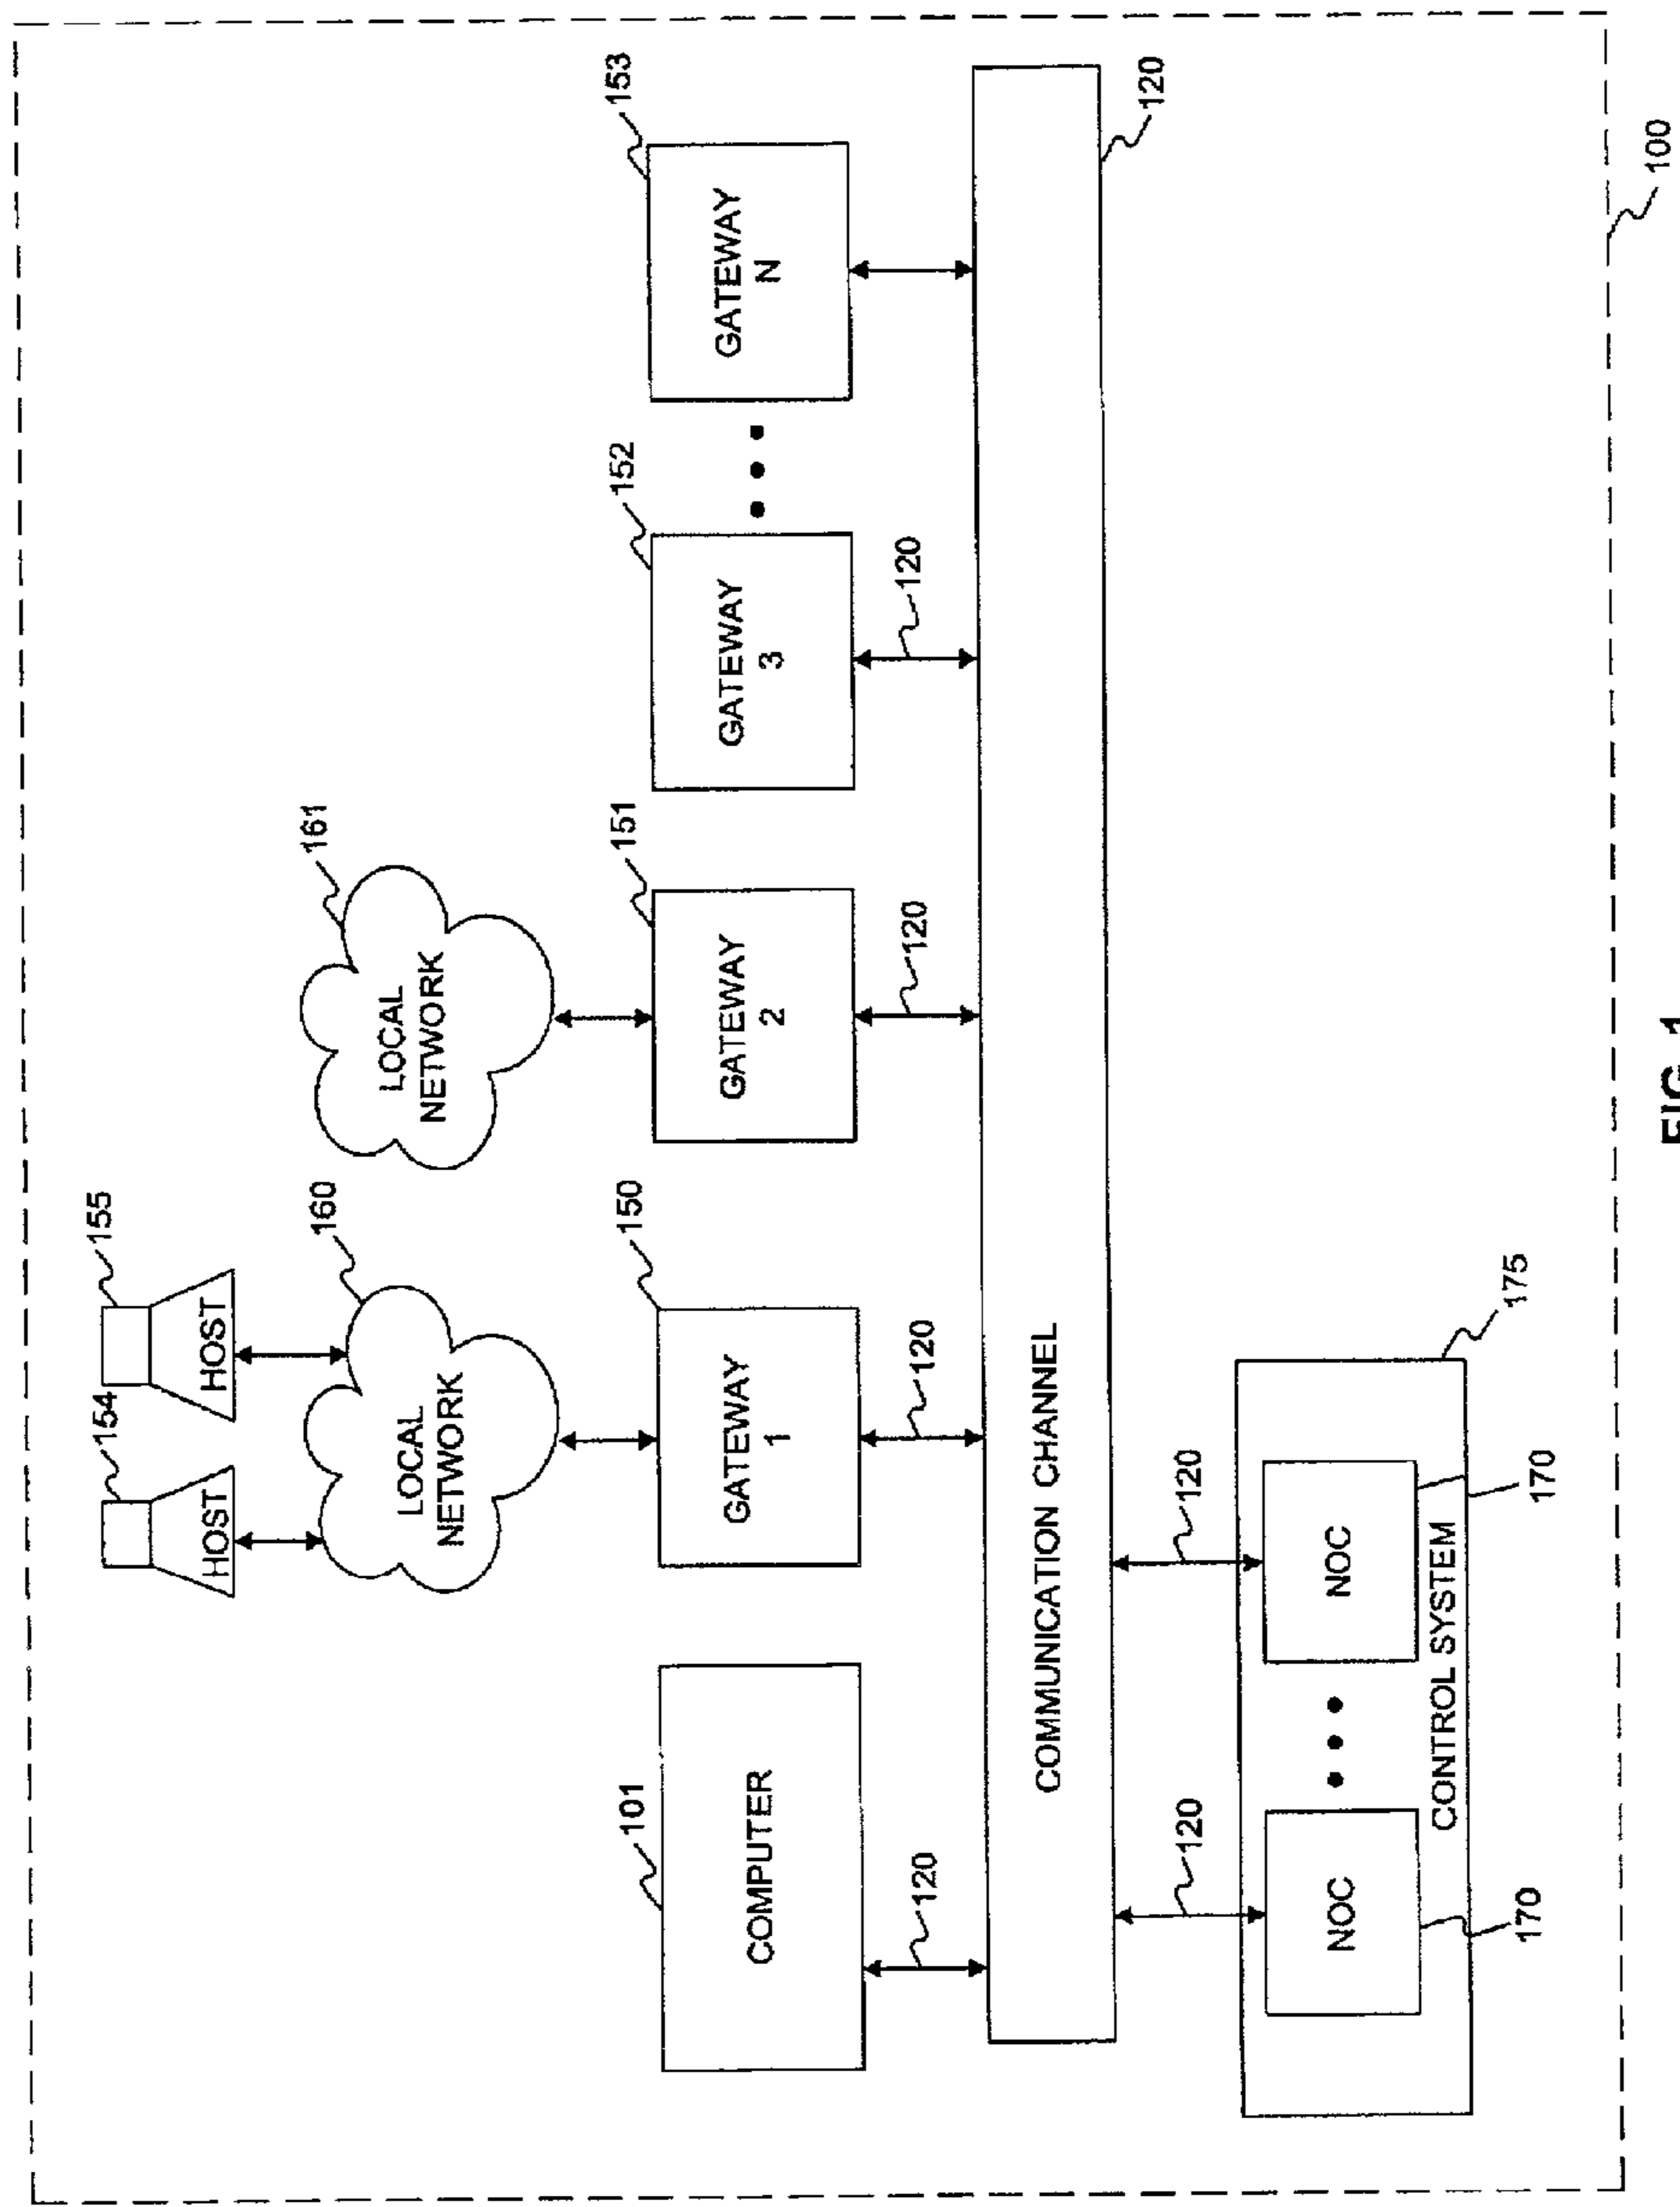 154
155
HOST
HOST
160
161
LOCAL
NETWORK
LOCAL
NETWORK
101
150
151
152
153
COMPUTER
GATEWAY
1
GATEWAY
2
GATEWAY
3
GATEWAY
N
120
120
120
120
COMMUNICATION CHANNEL
120
120
120
NOC
NOC
175
CONTROL SYSTEM
170
170
100
FIG. 1